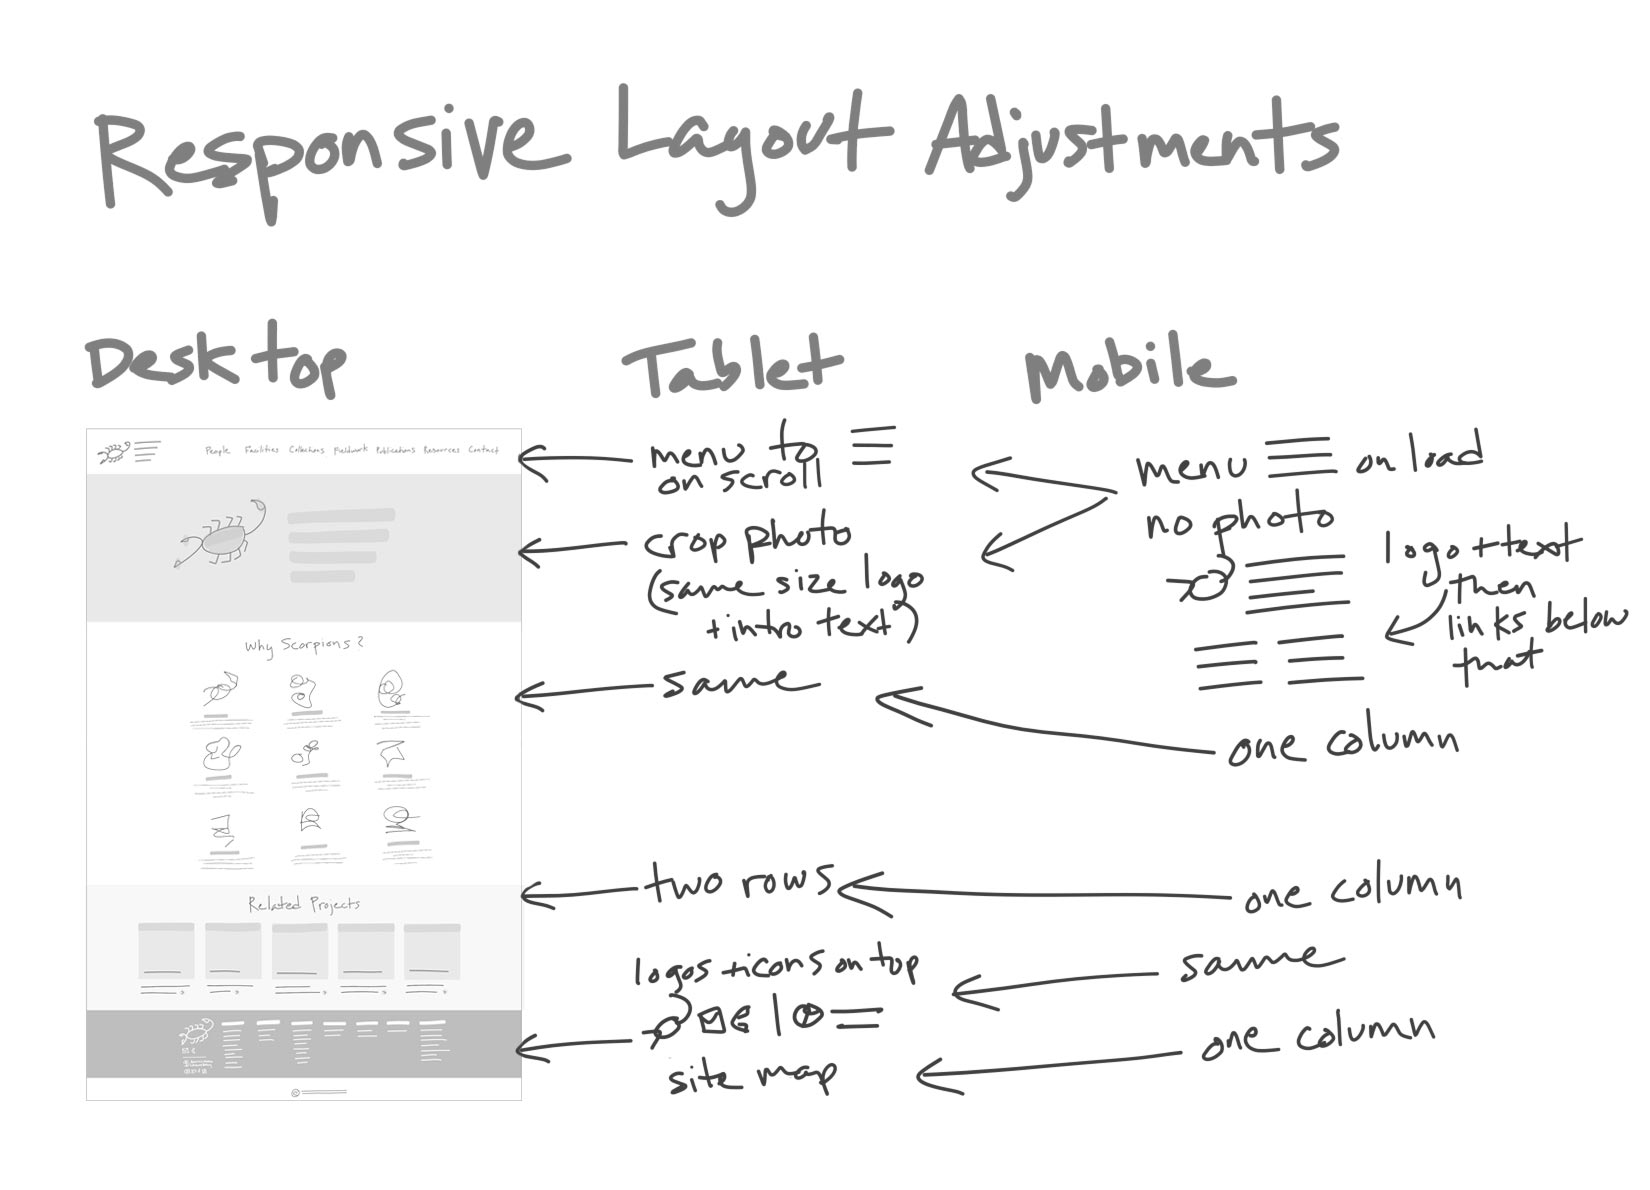 Responsive Layout Adjustments
Desktop
Tablet
Mobile
People Facilities Collections Fieldwork Publications Resources Contact
Why Scorpions?
Related Projects
©
menu to
on scroll
crop photo
(same size logo
+ intro text)
same
two rows
logos + icons on top
site map
menu on load
no photo
logo + text
then
links below
that
one column
one column
same
one column